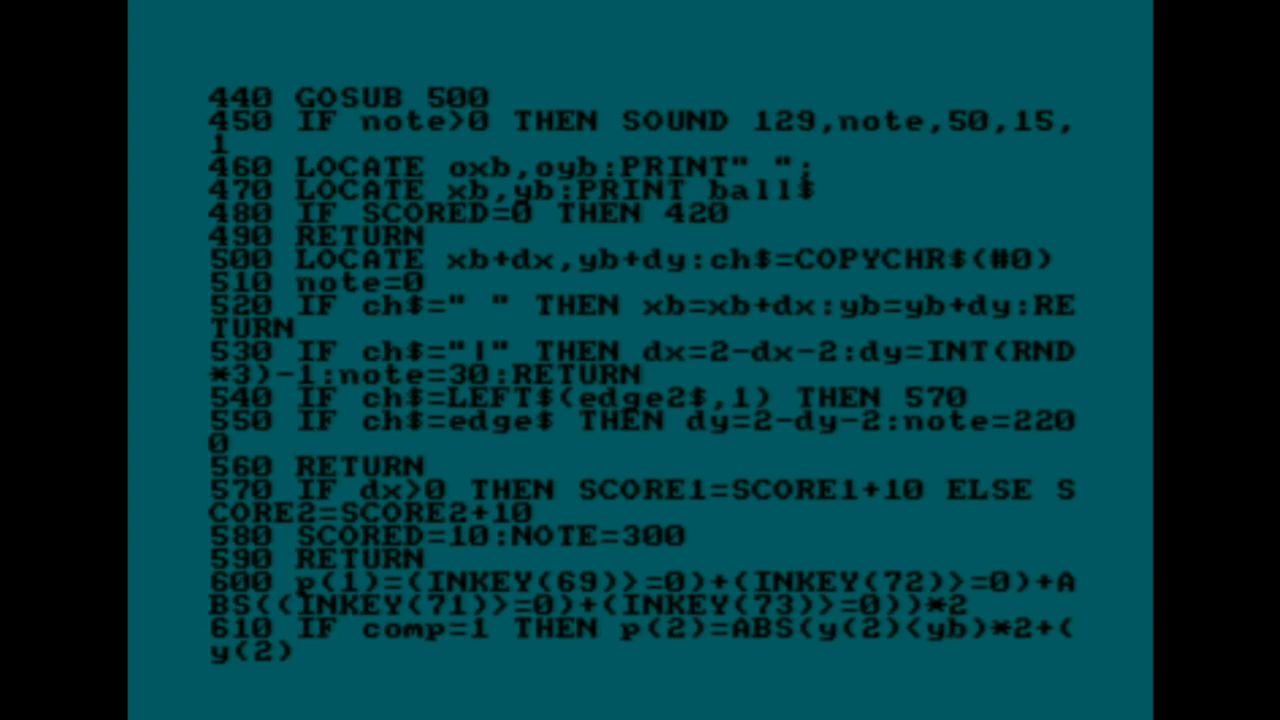 440 GOSUB 500
450 IF note>0 THEN SOUND 129,note,50,15,
1
460 LOCATE oxb,oyb:PRINT" ";
470 LOCATE xb,yb:PRINT ball$
480 IF SCORED=0 THEN 420
490 RETURN
500 LOCATE xb+dx,yb+dy:ch$=COPYCHR$(#0)
510 note=0
520 IF ch$=" " THEN xb=xb+dx:yb=yb+dy:RE
TURN
530 IF ch$="|" THEN dx=2-dx-2:dy=INT(RND
*3)-1:note=30:RETURN
540 IF ch$=LEFT$(edge2$,1) THEN 570
550 IF ch$=edge$ THEN dy=2-dy-2:note=220
0
560 RETURN
570 IF dx>0 THEN SCORE1=SCORE1+10 ELSE S
CORE2=SCORE2+10
580 SCORED=10:NOTE=300
590 RETURN
600 p(1)=(INKEY(69)>=0)+(INKEY(72)>=0)+A
BS((INKEY(71)>=0)+(INKEY(73)>=0))*2
610 IF comp=1 THEN p(2)=ABS(y(2)<yb)*2+(
y(2)